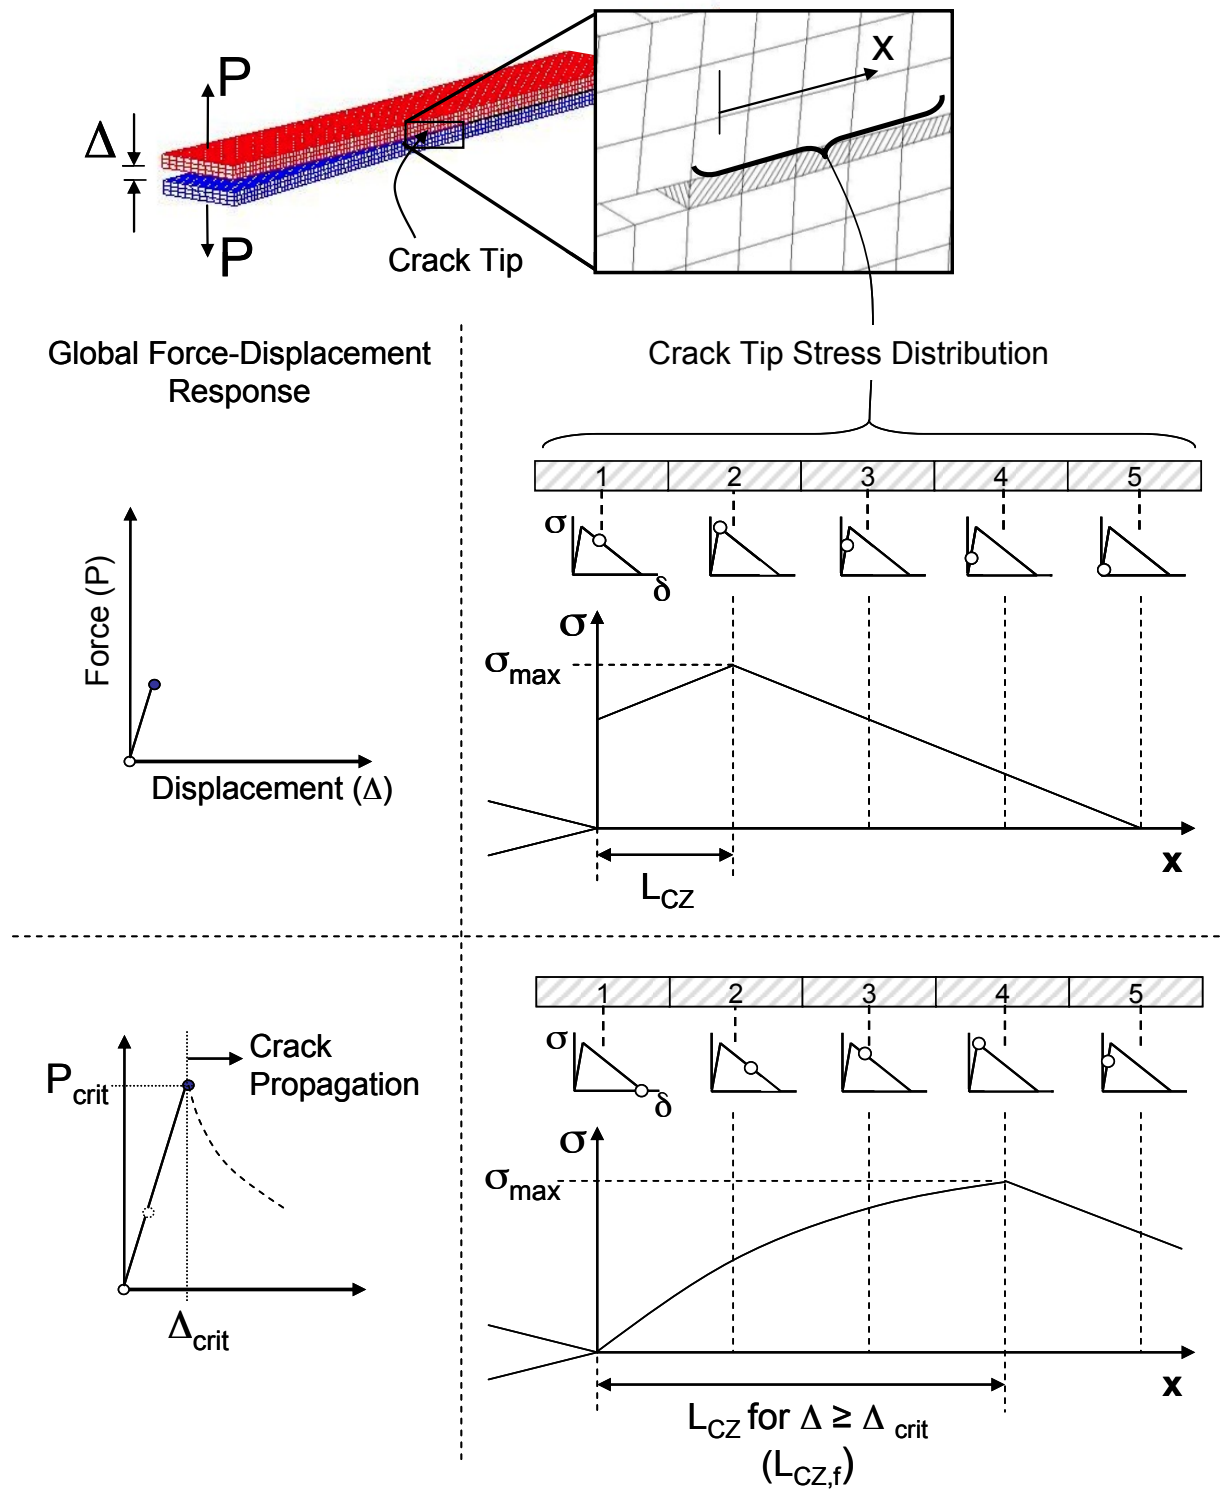 P
x
Δ
P
Crack Tip
Global Force-Displacement
Response
Crack Tip Stress Distribution
1 2 3 4 5
σ
δ
Force (P)
Displacement (Δ)
σ
σmax
x
LCZ
1 2 3 4 5
σ
δ
Crack
Propagation
Pcrit
Δcrit
σ
σmax
x
LCZ for Δ ≥ Δ crit
(LCZ,f)